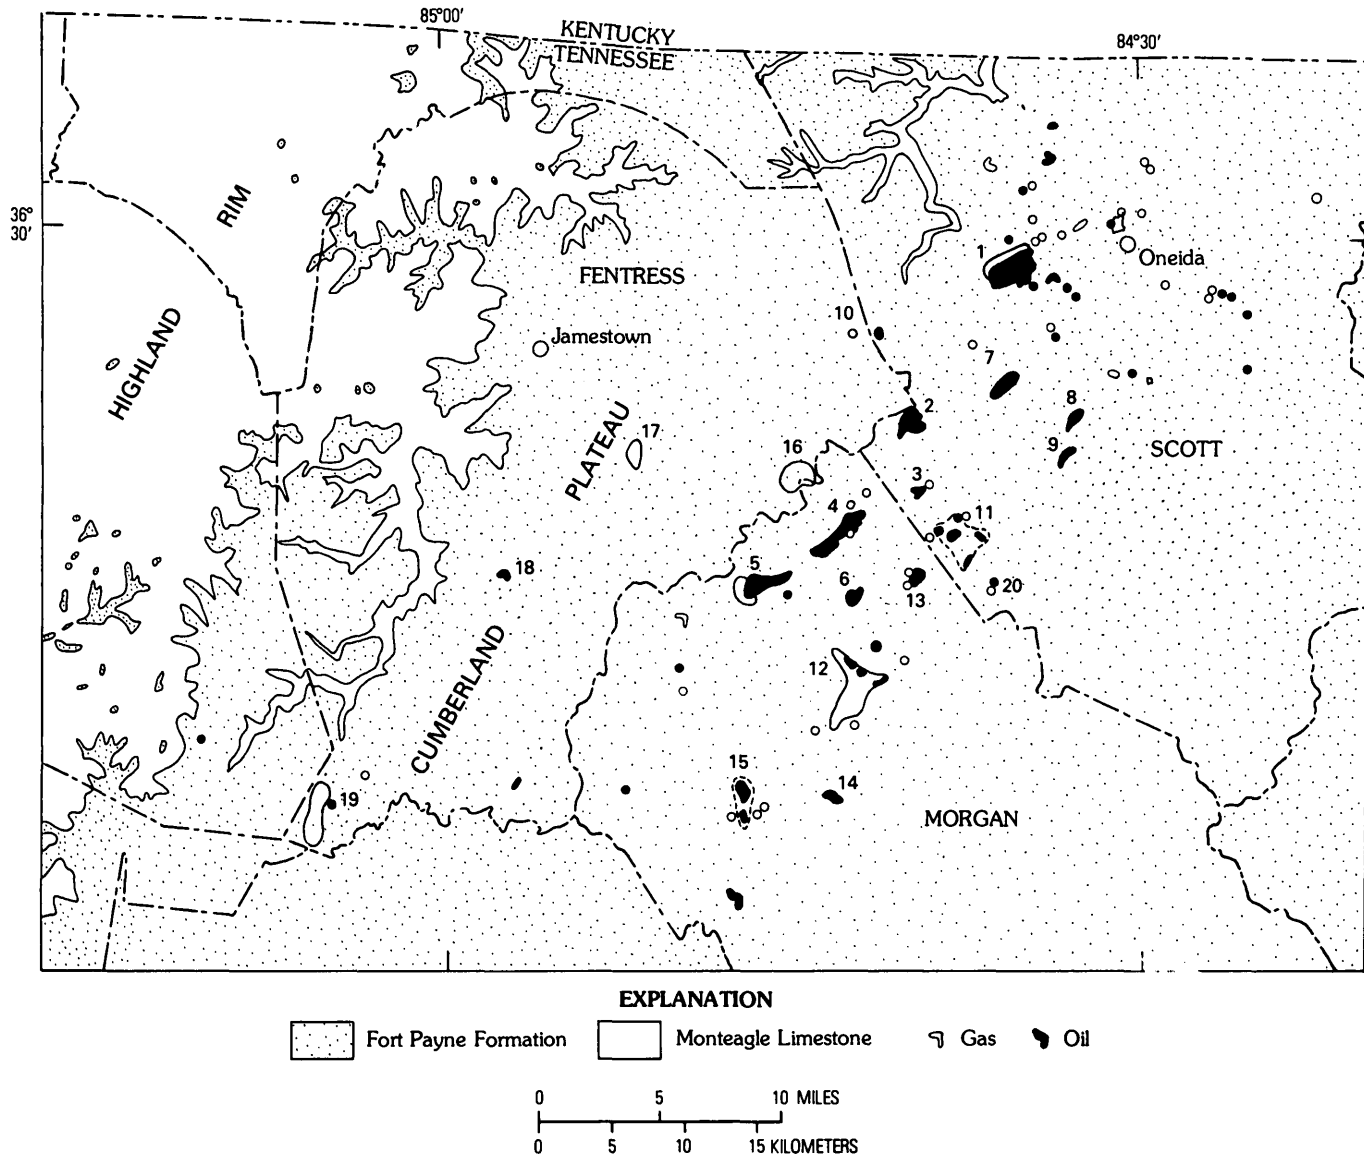 85°00'
KENTUCKY
TENNESSEE
84°30'
36°
30'
RIM
HIGHLAND
FENTRESS
Jamestown
1
Oneida
10
7
2
8
9
SCOTT
PLATEAU
17
16
3
4
11
5
6
13
20
18
12
CUMBERLAND
15
14
19
MORGAN
EXPLANATION
Fort Payne Formation
Monteagle Limestone
Gas
Oil
0 5 10 MILES
0 5 10 15 KILOMETERS